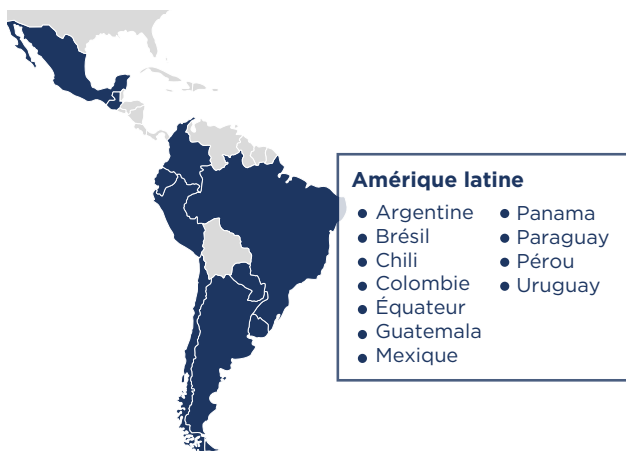 Amérique latine
Argentine
Brésil
Chili
Colombie
Équateur
Guatemala
Mexique
Panama
Paraguay
Pérou
Uruguay